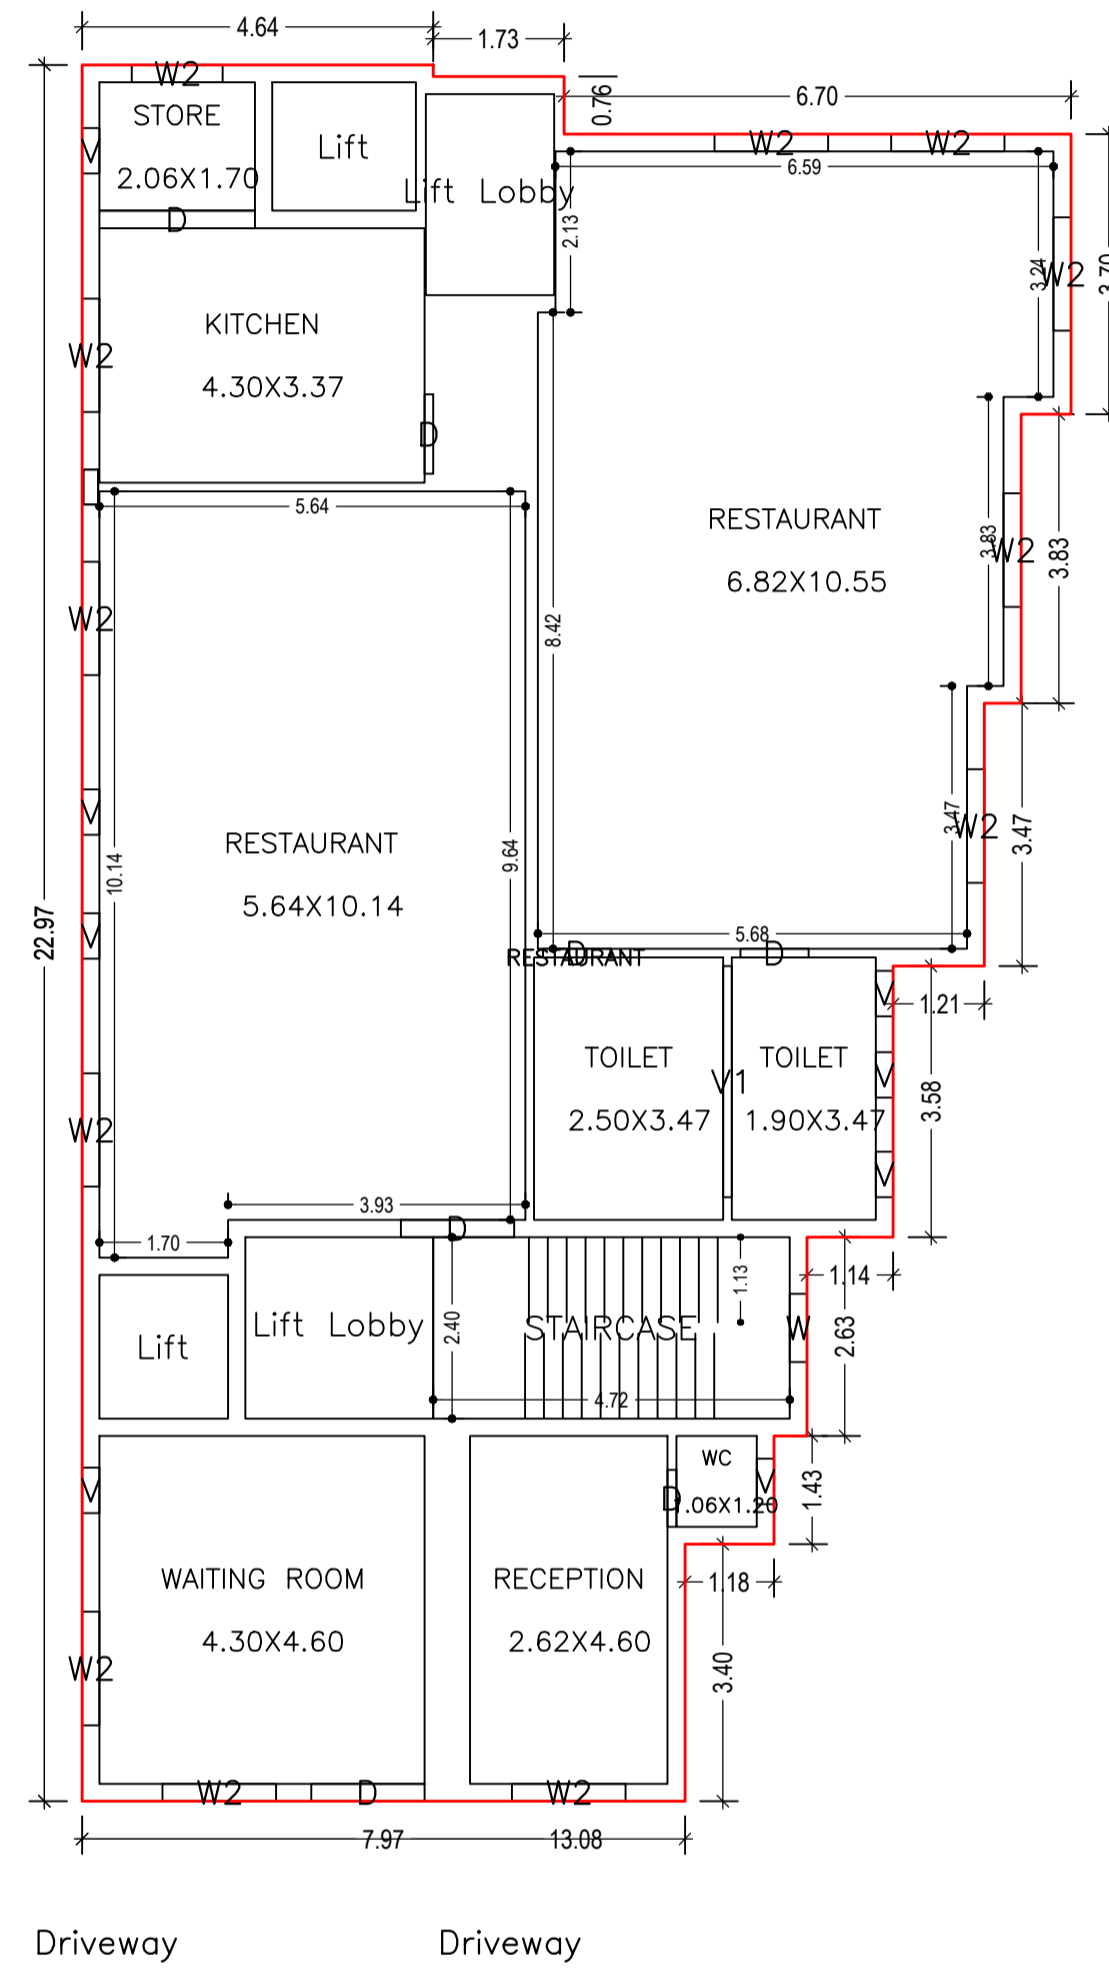 4.64
1.73
0.76
6.70
W2
STORE
2.06X1.70
V
D
Lift
Lift Lobby
W2
W2
6.59
2.13
3.24
W2
3.70
KITCHEN
4.30X3.37
W2
D
5.64
W2
RESTAURANT
6.82X10.55
3.83
W2
3.83
8.42
V
RESTAURANT
5.64X10.14
10.14
9.64
22.97
V
3.47
W2
3.47
5.68
RESTAURANT
D
D
1.21
V
TOILET
2.50X3.47
V1
TOILET
1.90X3.47
V
V
3.58
W2
3.93
1.70
D
1.13
1.14
Lift
Lift Lobby
2.40
STAIRCASE
W
2.63
4.72
WC
1.06X1.20
D
V
1.43
V
WAITING ROOM
4.30X4.60
RECEPTION
2.62X4.60
1.18
3.40
W2
W2
D
W2
7.97
13.08
Driveway
Driveway